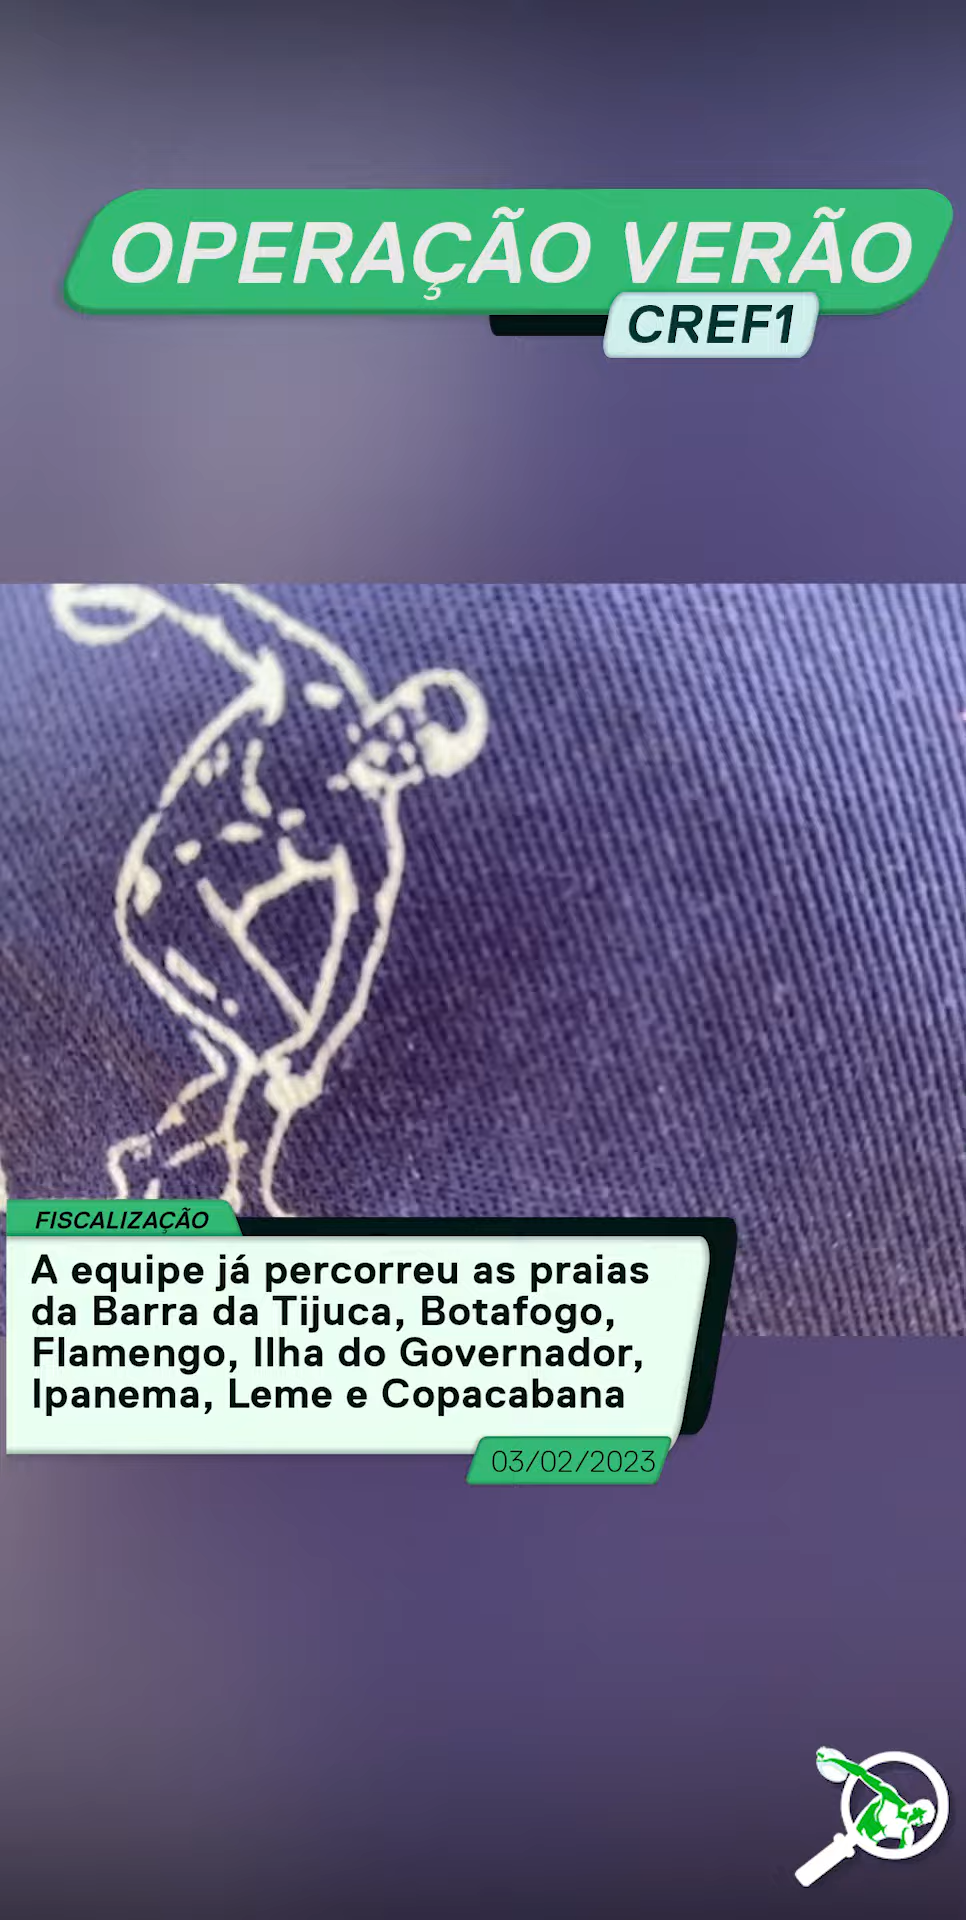 OPERAÇÃO VERÃO
CREF1
FISCALIZAÇÃO
A equipe já percorreu as praias
da Barra da Tijuca, Botafogo,
Flamengo, Ilha do Governador,
Ipanema, Leme e Copacabana
03/02/2023